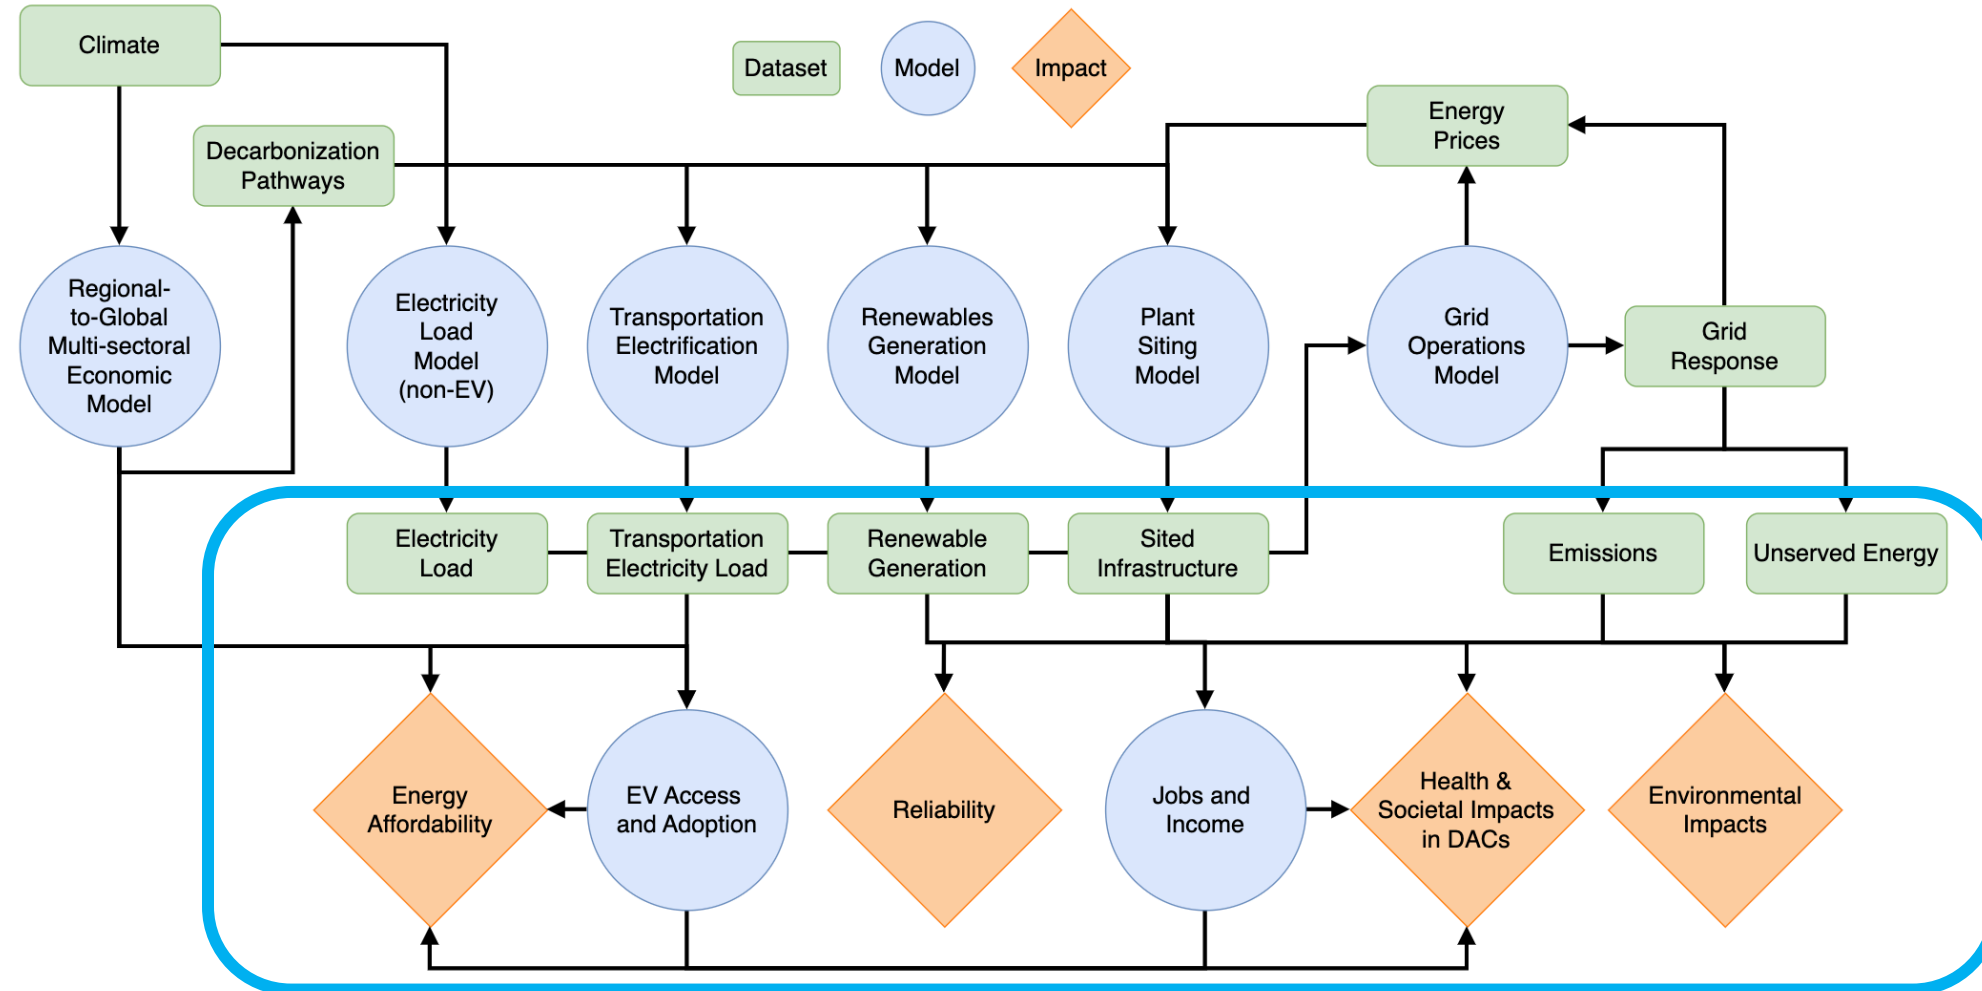 Climate
Dataset
Model
Impact
Energy
Prices
Decarbonization
Pathways
Regional-
to-Global
Multi-sectoral
Economic
Model
Electricity
Load
Model
(non-EV)
Transportation
Electrification
Model
Renewables
Generation
Model
Plant
Siting
Model
Grid
Operations
Model
Grid
Response
Electricity
Load
Transportation
Electricity Load
Renewable
Generation
Sited
Infrastructure
Emissions
Unserved Energy
Energy
Affordability
EV Access
and Adoption
Reliability
Jobs and
Income
Health &
Societal Impacts
in DACs
Environmental
Impacts